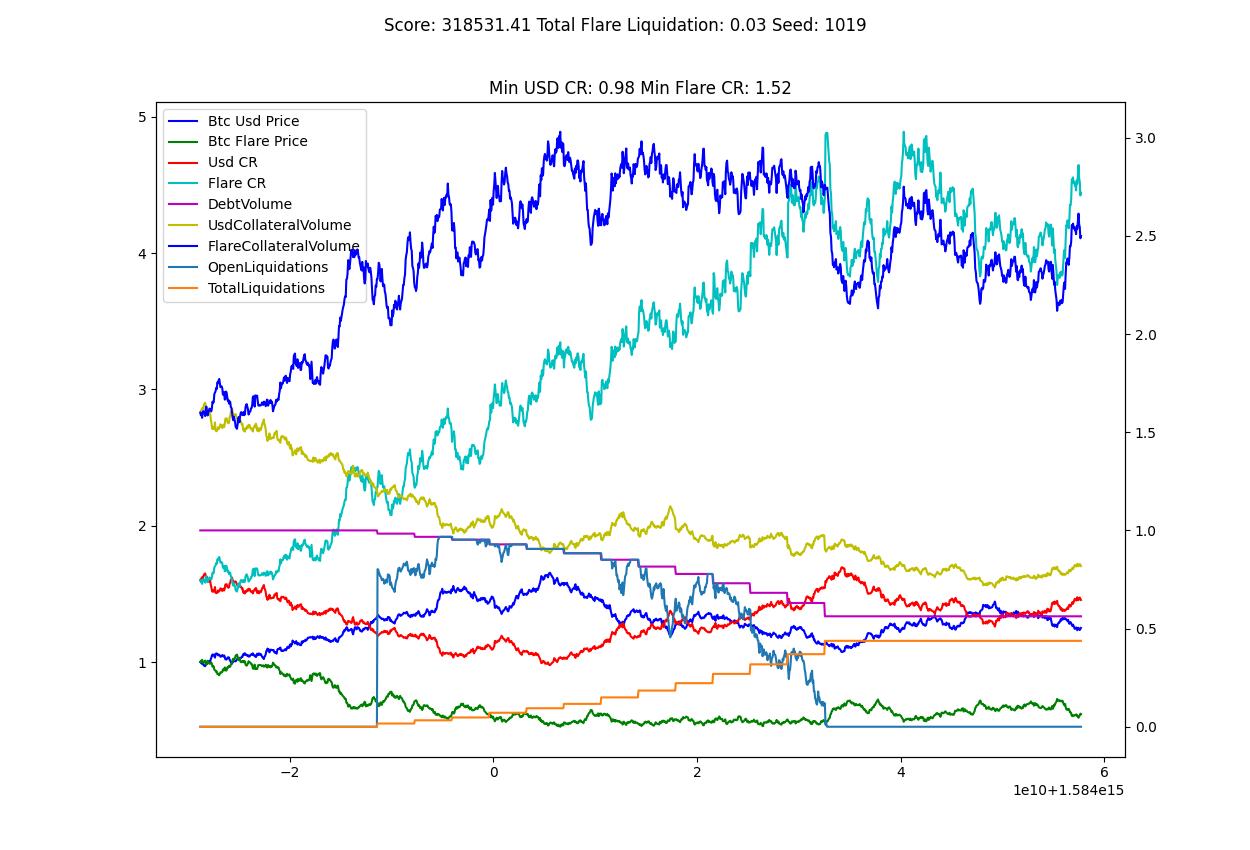 Score: 318531.41 Total Flare Liquidation: 0.03 Seed: 1019
Min USD CR: 0.98 Min Flare CR: 1.52
Btc Usd Price
Btc Flare Price
Usd CR
Flare CR
DebtVolume
UsdCollateralVolume
FlareCollateralVolume
OpenLiquidations
TotalLiquidations
5
4
3
2
1
3.0
2.5
2.0
1.5
1.0
0.5
0.0
−2 0 2 4 6
1e10+1.584e15